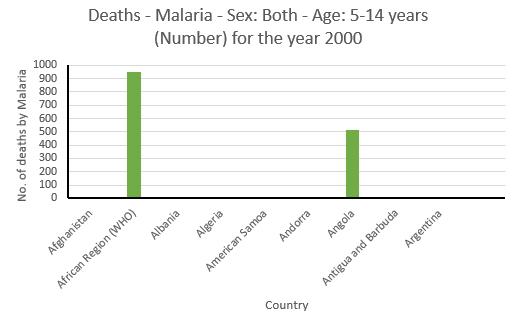 Deaths - Malaria - Sex: Both - Age: 5-14 years
(Number) for the year 2000
No. of deaths by Malaria
1000
900
800
700
600
500
400
300
200
100
0
Afghanistan
African Region (WHO)
Albania
Algeria
American Samoa
Andorra
Angola
Antigua and Barbuda
Argentina
Country